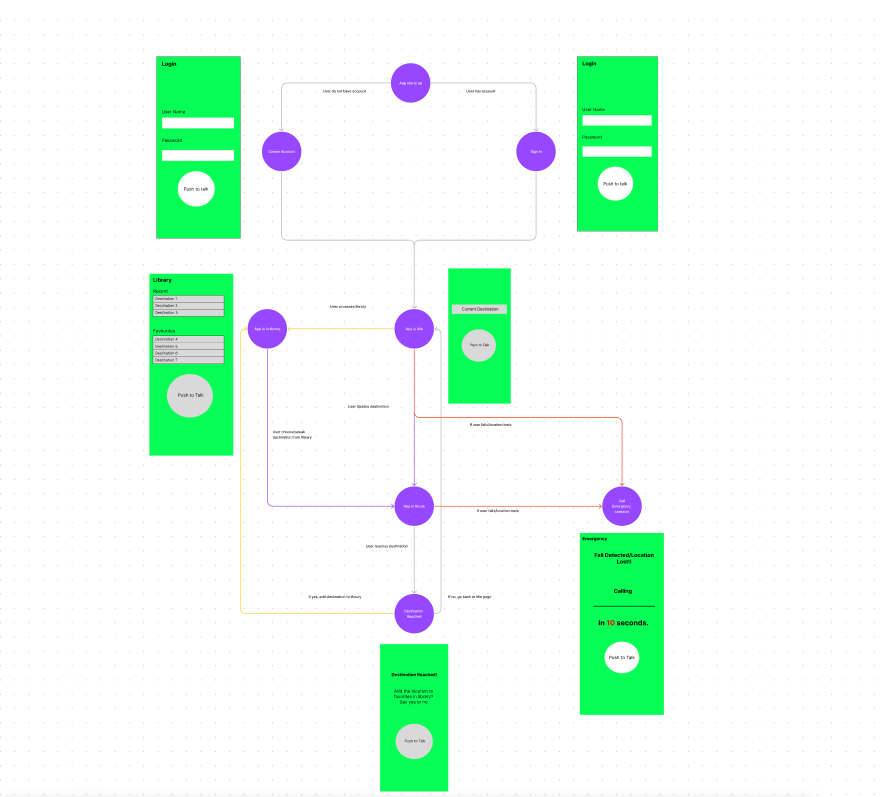 Login
Login
User do not have account
User has account
User Name
Password
Push to talk
Create Account
Sign In
User Name
Password
Push to talk
Library
Recent
Destination 1
Destination 2
Destination 3
Favourites
Destination 4
Destination 5
Destination 6
Destination 7
Push to Talk
User accesses library
App is in library
App is Idle
Current Destination
Push to Talk
User Speaks destination
If user falls/location lost
User
destination from library
App in Route
If user falls/location lost
Call
Emergency
contacts
User reaches destination
If yes, add destination to library
If no, go back to idle page
Destination
Reached
Emergency
Fall Detected/Location
Lost!!
Calling
in 10 seconds.
Push to Talk
Destination Reached!
Add the location to
favorites in library?
Say yes or no.
Push to Talk